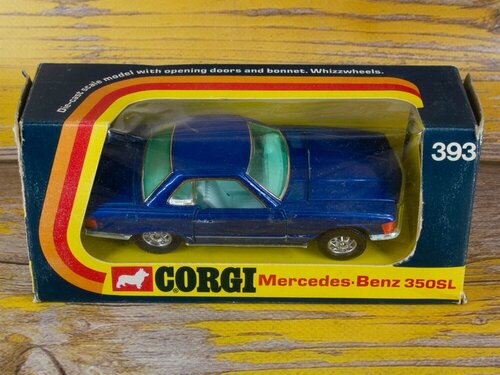 Die-cast scale model with opening doors and bonnet. Whizzwheels.
393
CORGI Mercedes-Benz 350SL